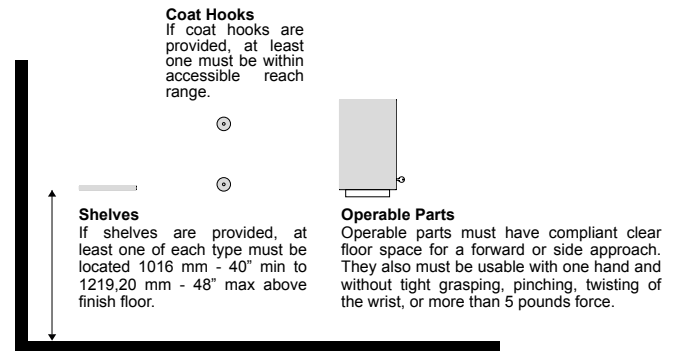 Coat Hooks
If coat hooks are
provided, at least
one must be within
accessible reach
range.
Shelves
If shelves are provided, at
least one of each type must be
located 1016 mm - 40” min to
1219,20 mm - 48” max above
finish floor.
Operable Parts
Operable parts must have compliant clear
floor space for a forward or side approach.
They also must be usable with one hand and
without tight grasping, pinching, twisting of
the wrist, or more than 5 pounds force.